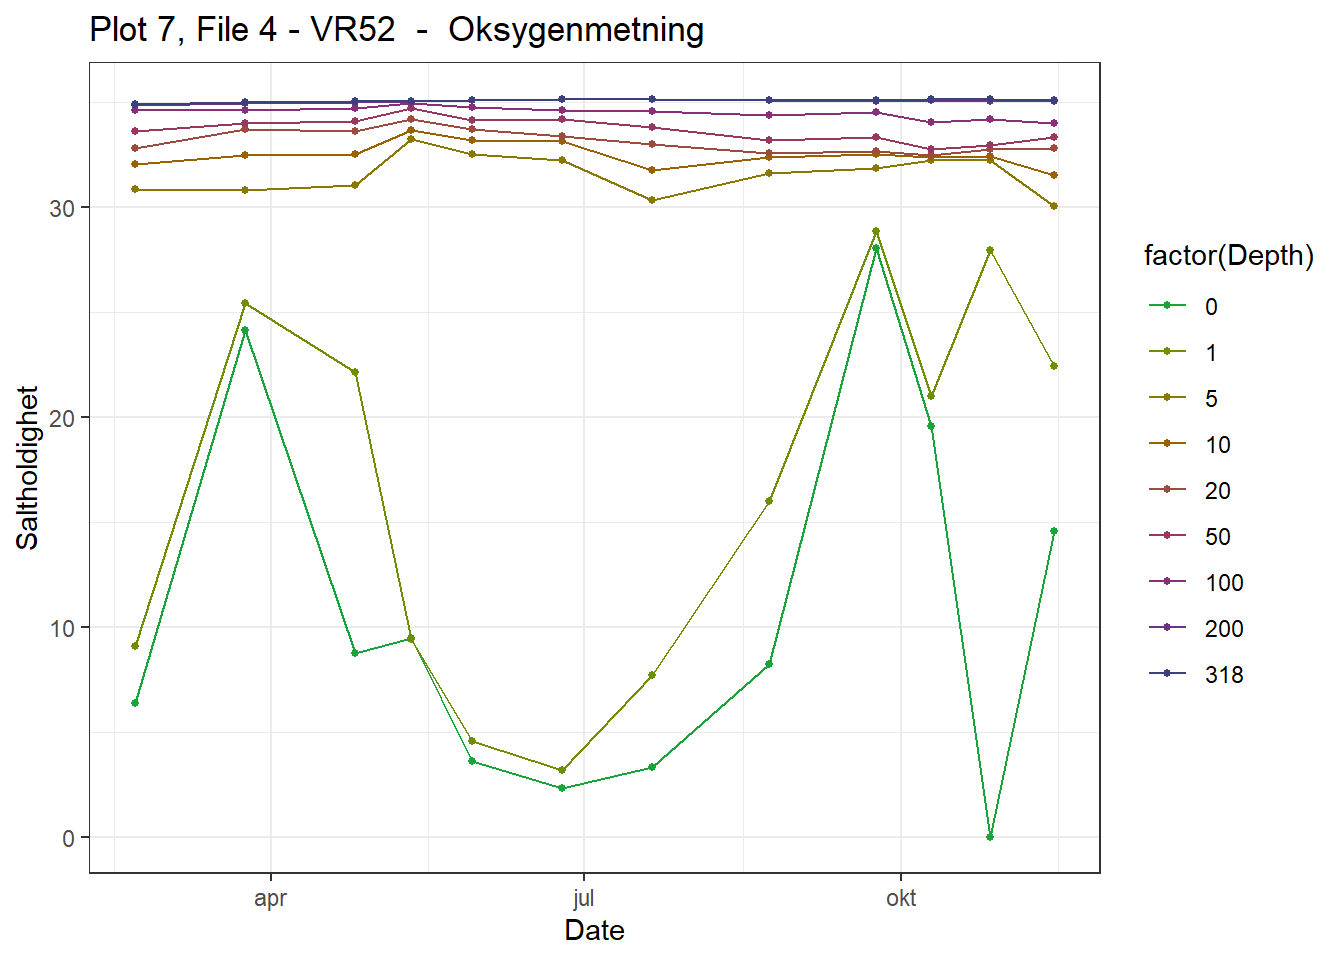 Plot 7, File 4 - VR52  -  Oksygenmetning
Saltholdighet
30
20
10
0
apr
jul
okt
Date
factor(Depth)
0
1
5
10
20
50
100
200
318